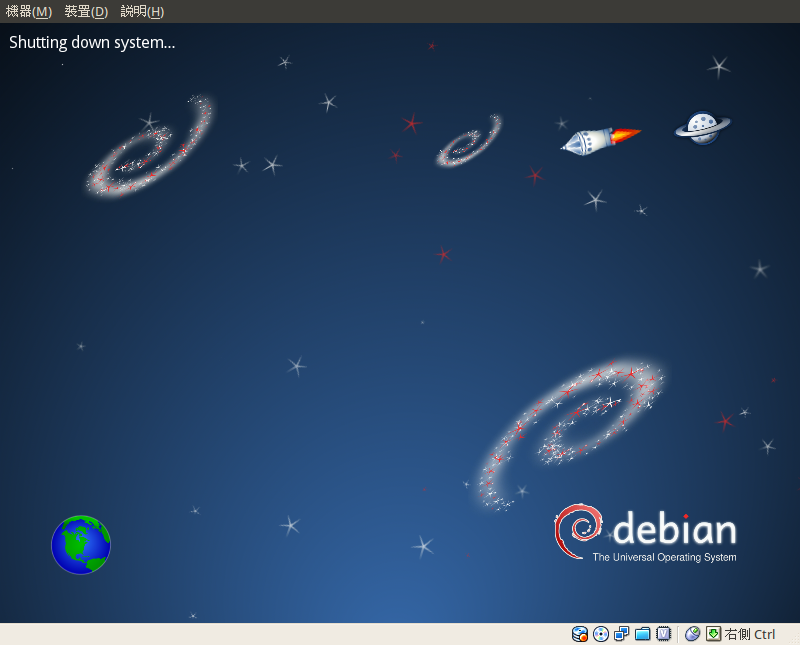 機器(M) 裝置(D) 說明(H)
Shutting down system...
debian
The Universal Operating System
右側 Ctrl